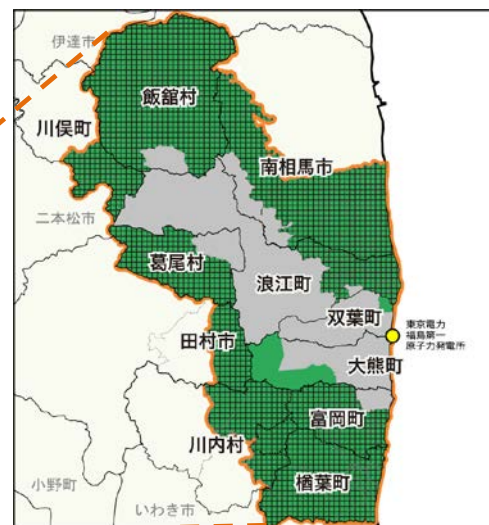 伊達市
飯舘村
川俣町
南相馬市
二本松市
葛尾村
浪江町
双葉町
東京電力
福島第一
原子力発電所
田村市
大熊町
富岡町
川内村
小野町
楢葉町
いわき市